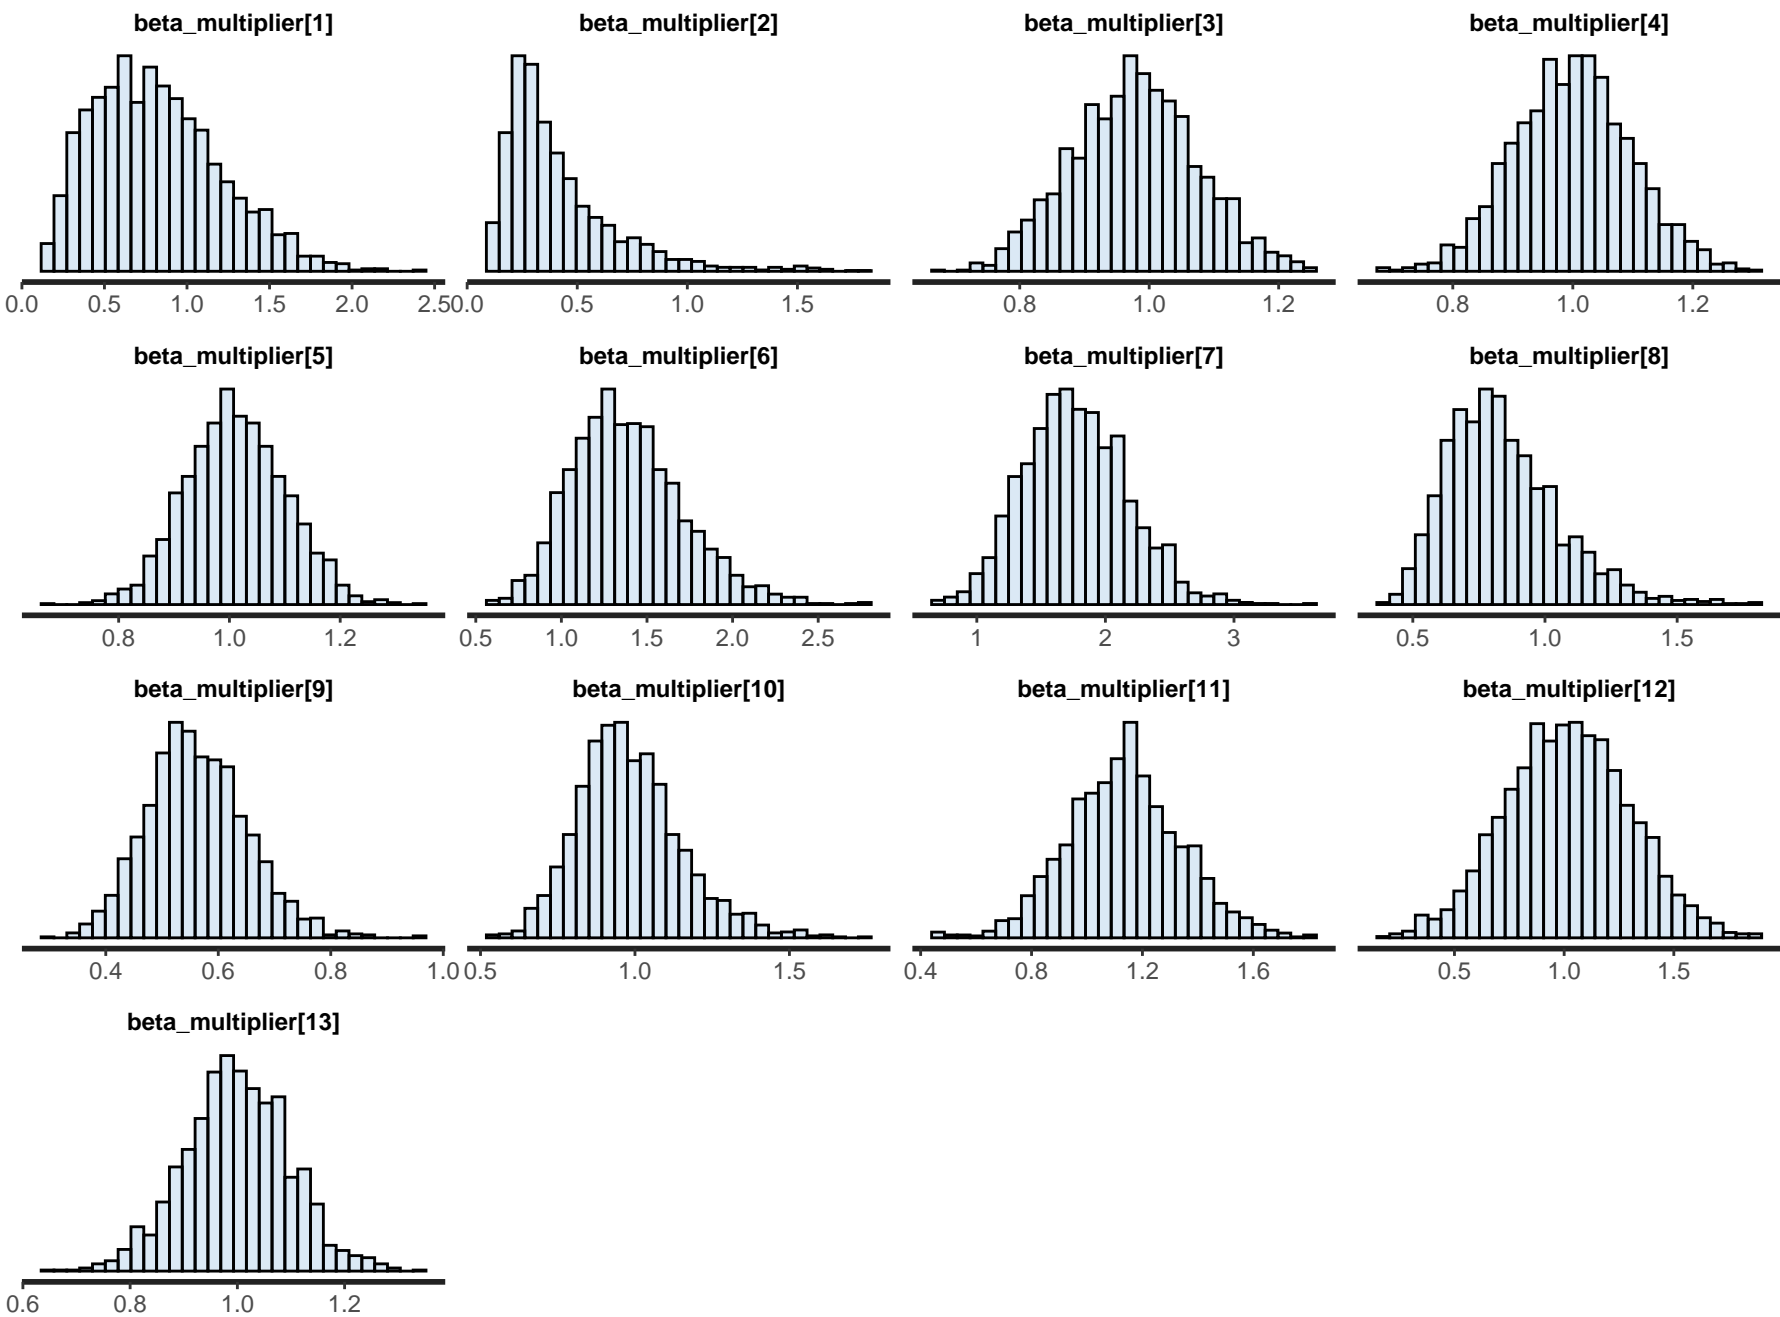 beta_multiplier[1] beta_multiplier[2] beta_multiplier[3] beta_multiplier[4]
0.0 0.5 1.0 1.5 2.0 2.5 0.0 0.5 1.0 1.5 0.8 1.0 1.2 0.8 1.0 1.2
beta_multiplier[5] beta_multiplier[6] beta_multiplier[7] beta_multiplier[8]
0.8 1.0 1.2 0.5 1.0 1.5 2.0 2.5 1 2 3 0.5 1.0 1.5
beta_multiplier[9] beta_multiplier[10] beta_multiplier[11] beta_multiplier[12]
0.4 0.6 0.8 1.0 0.5 1.0 1.5 0.4 0.8 1.2 1.6 0.5 1.0 1.5
beta_multiplier[13]
0.6 0.8 1.0 1.2